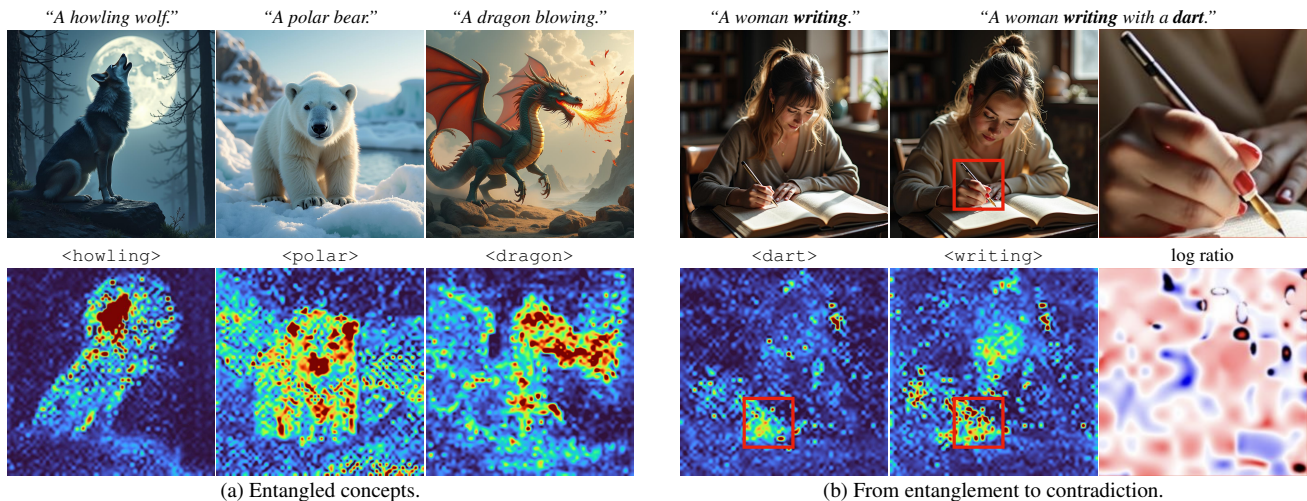 “A howling wolf.” “A polar bear.” “A dragon blowing.” “A woman writing.” “A woman writing with a dart.”
<howling> <polar> <dragon> <dart> <writing> log ratio
(a) Entangled concepts. (b) From entanglement to contradiction.